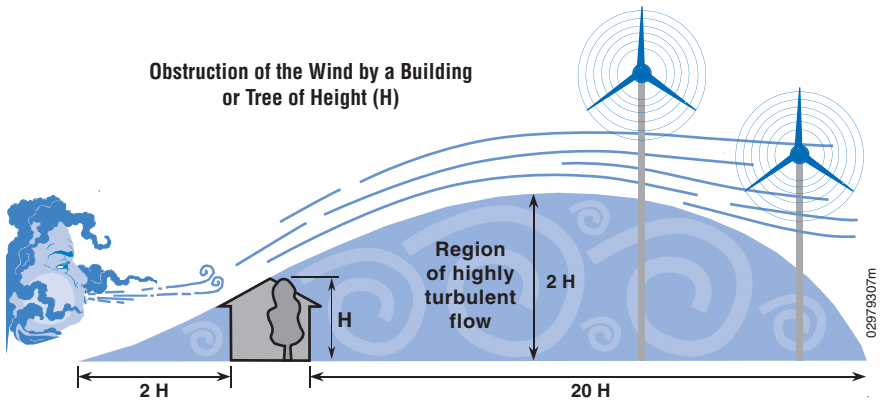 Obstruction of the Wind by a Building
or Tree of Height (H)
Region
of highly
turbulent
flow
2 H
H
2 H
20 H
02979307m